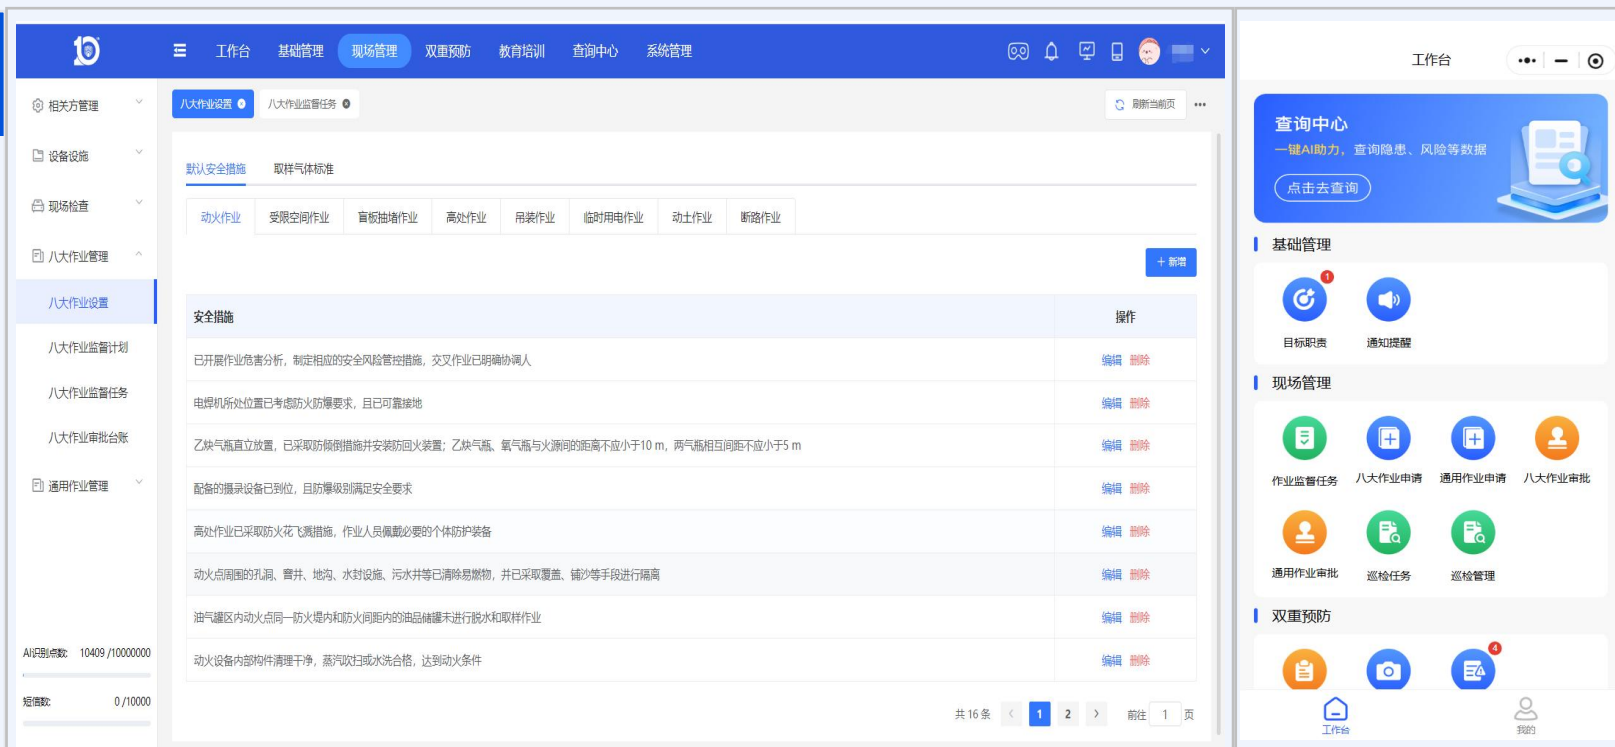 工作台
基础管理
现场管理
双重预防
教育培训
查询中心
系统管理
相关方管理
设备设施
现场检查
八大作业管理
八大作业设置
八大作业监督计划
八大作业监督任务
八大作业审批台账
通用作业管理
AI识别点数: 10409 /10000000
短信数: 0 /10000
八大作业设置
八大作业监督任务
刷新当前页
默认安全措施
取样气体标准
动火作业
受限空间作业
盲板抽堵作业
高处作业
吊装作业
临时用电作业
动土作业
断路作业
+ 新增
安全措施
操作
已开展作业危害分析，制定相应的安全风险管控措施，交叉作业已明确协调人
编辑 删除
电焊机所处位置已考虑防火防爆要求，且已可靠接地
编辑 删除
乙炔气瓶直立放置，已采取防倾倒措施并安装防回火装置；乙炔气瓶、氧气瓶与火源间的距离不应小于10 m，两气瓶相互间距不应小于5 m
编辑 删除
配备的摄录设备已到位，且防爆级别满足安全要求
编辑 删除
高处作业已采取防火花飞溅措施，作业人员佩戴必要的个体防护装备
编辑 删除
动火点周围的孔洞、窨井、地沟、水封设施、污水井等已清除易燃物，并已采取覆盖、铺沙等手段进行隔离
编辑 删除
油气罐区内动火点同一防火堤内和防火间距内的油品储罐未进行脱水和取样作业
编辑 删除
动火设备内部构件清理干净，蒸汽吹扫或水洗合格，达到动火条件
编辑 删除
共 16 条
1
2
前往 1 页
工作台
查询中心
一键AI助力，查询隐患、风险等数据
点击去查询
基础管理
1
目标职责
通知提醒
现场管理
作业监督任务
八大作业申请
通用作业申请
八大作业审批
通用作业审批
巡检任务
巡检管理
双重预防
4
工作台
我的